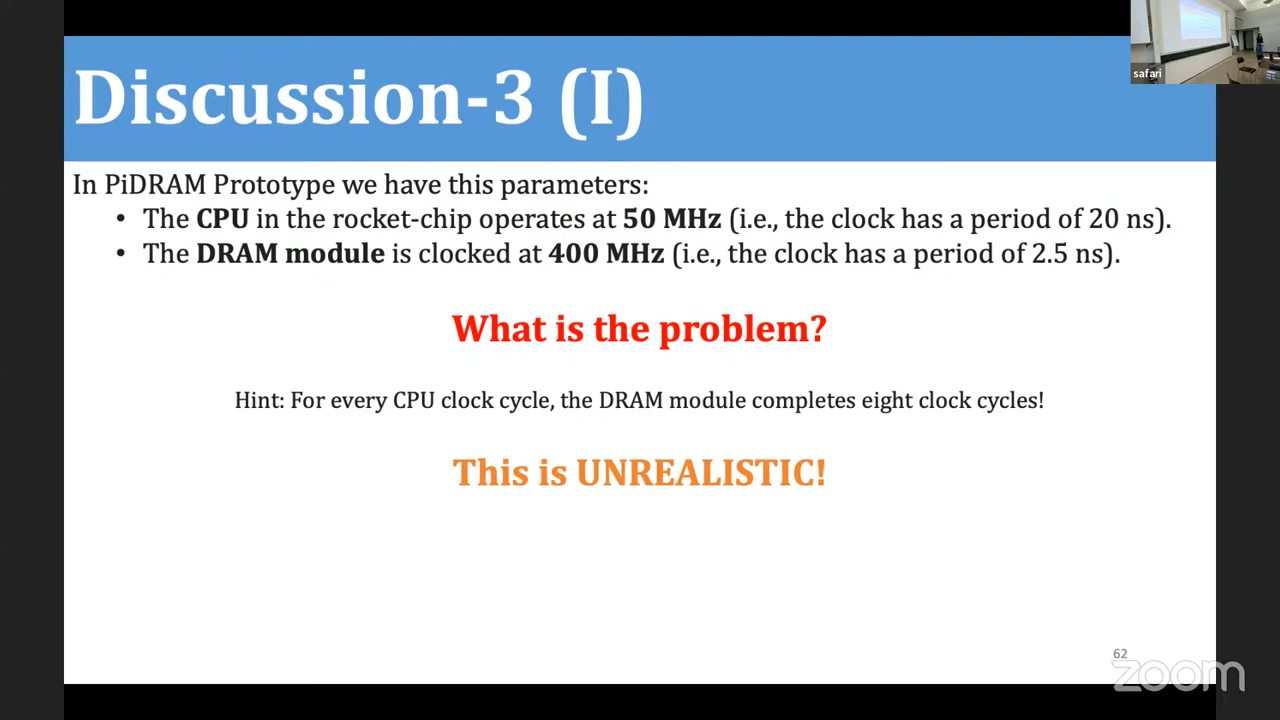 safari
Discussion-3 (I)
In PiDRAM Prototype we have this parameters:
• The CPU in the rocket-chip operates at 50 MHz (i.e., the clock has a period of 20 ns).
• The DRAM module is clocked at 400 MHz (i.e., the clock has a period of 2.5 ns).
What is the problem?
Hint: For every CPU clock cycle, the DRAM module completes eight clock cycles!
This is UNREALISTIC!
62
zoom